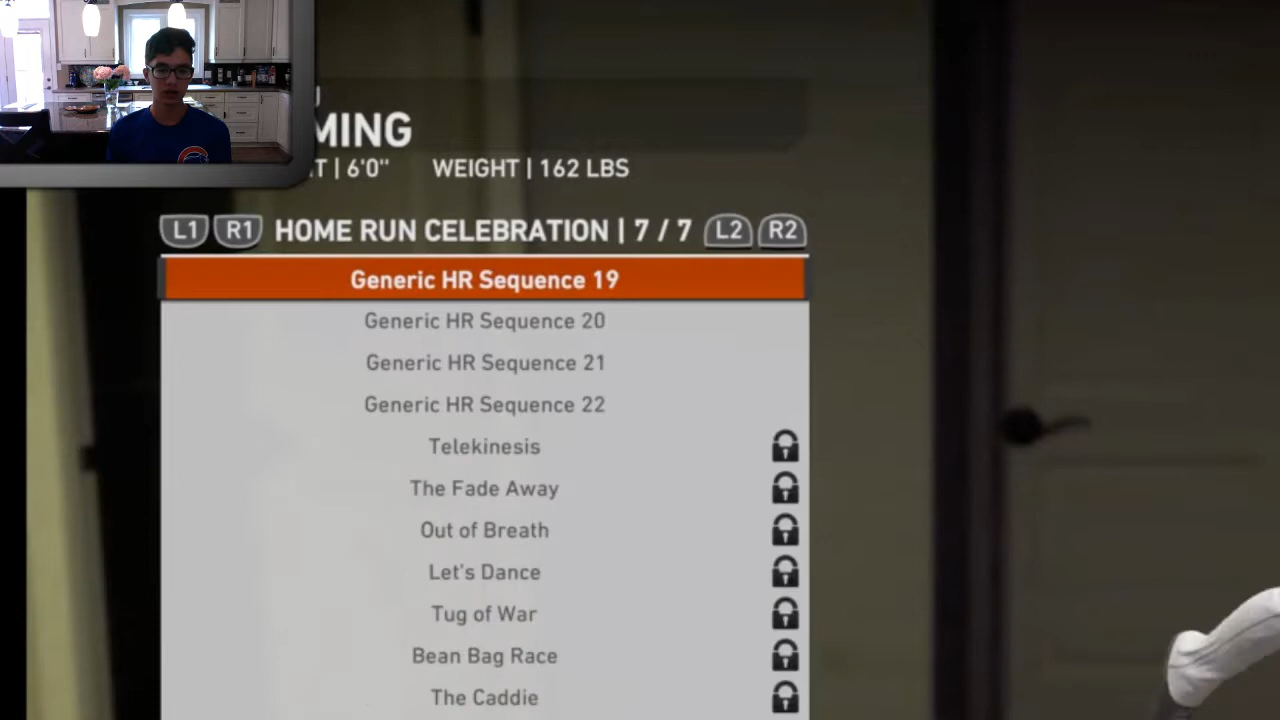 MING
T | 6'0" WEIGHT | 162 LBS
L1 R1 HOME RUN CELEBRATION | 7 / 7 L2 R2
Generic HR Sequence 19
Generic HR Sequence 20
Generic HR Sequence 21
Generic HR Sequence 22
Telekinesis
The Fade Away
Out of Breath
Let's Dance
Tug of War
Bean Bag Race
The Caddie